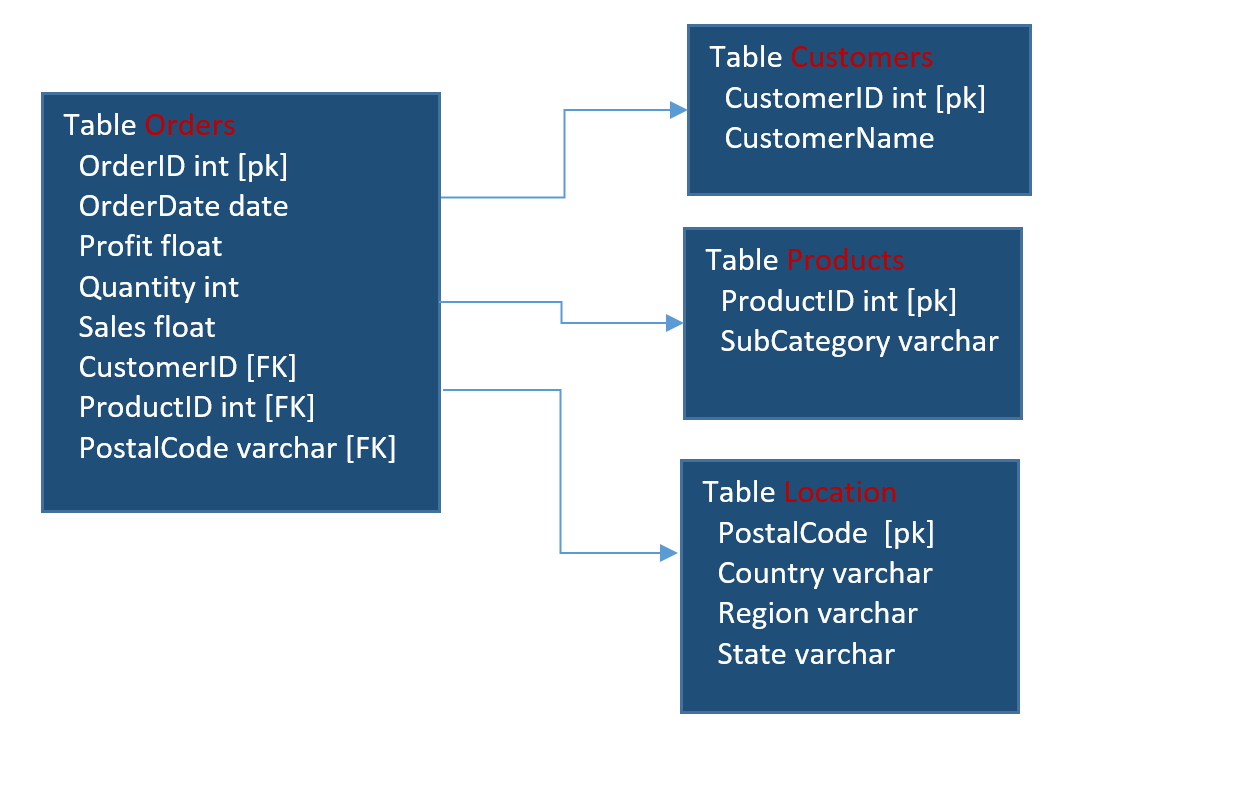 Table Orders
OrderID int [pk]
OrderDate date
Profit float
Quantity int
Sales float
CustomerID [FK]
ProductID int [FK]
PostalCode varchar [FK]
Table Customers
CustomerID int [pk]
CustomerName
Table Products
ProductID int [pk]
SubCategory varchar
Table Location
PostalCode  [pk]
Country varchar
Region varchar
State varchar